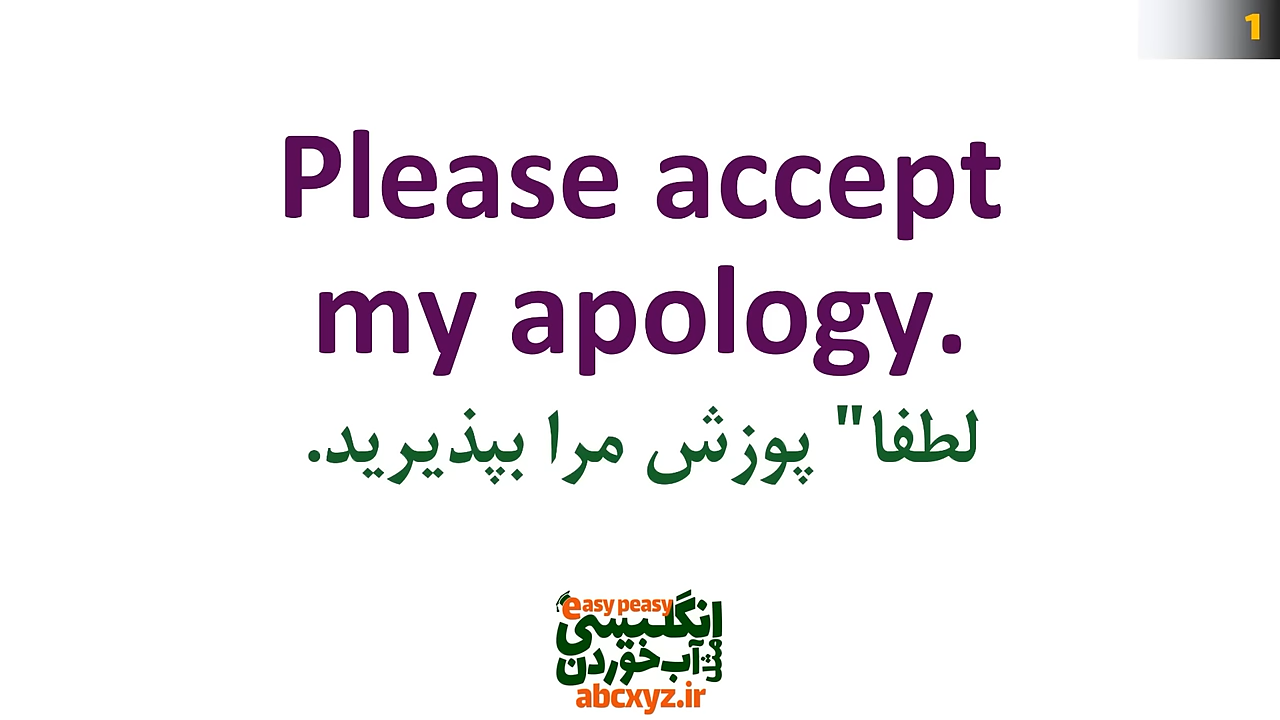 1
Please accept
my apology.
لطفا" پوزش مرا بپذیرید.
easy peasy
انگلیسی
مثل آب خوردن
abcxyz.ir